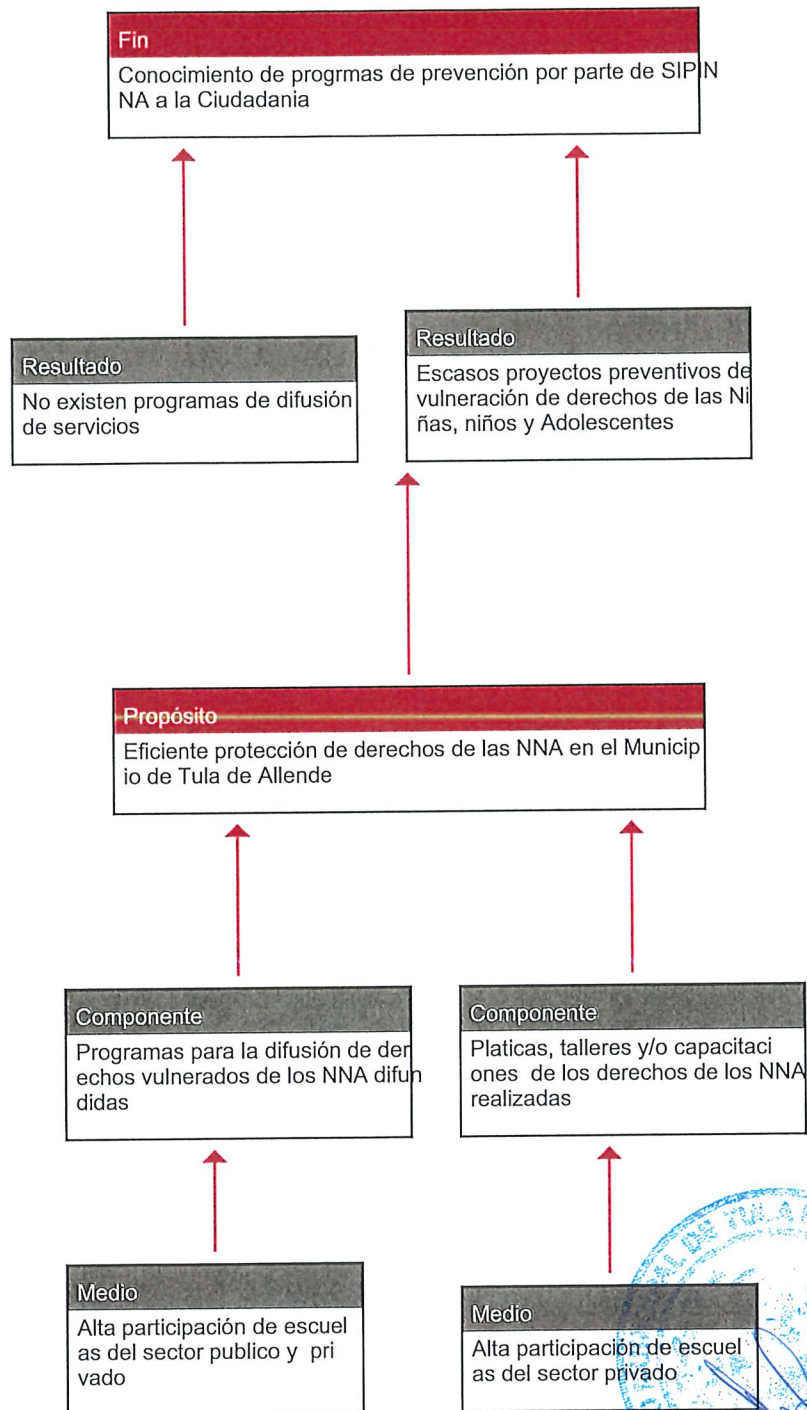 Fin
Conocimiento de progrmas de prevención por parte de SIPIN
NA a la Ciudadania
Resultado
No existen programas de difusión
de servicios
Resultado
Escasos proyectos preventivos de
vulneración de derechos de las Ni
ñas, niños y Adolescentes
Propósito
Eficiente protección de derechos de las NNA en el Municip
io de Tula de Allende
Componente
Programas para la difusión de der
echos vulnerados de los NNA difun
didas
Componente
Platicas, talleres y/o capacitaci
ones de los derechos de los NNA
realizadas
Medio
Alta participación de escuel
as del sector publico y pri
vado
Medio
Alta participación de escuel
as del sector privado
DE TULA